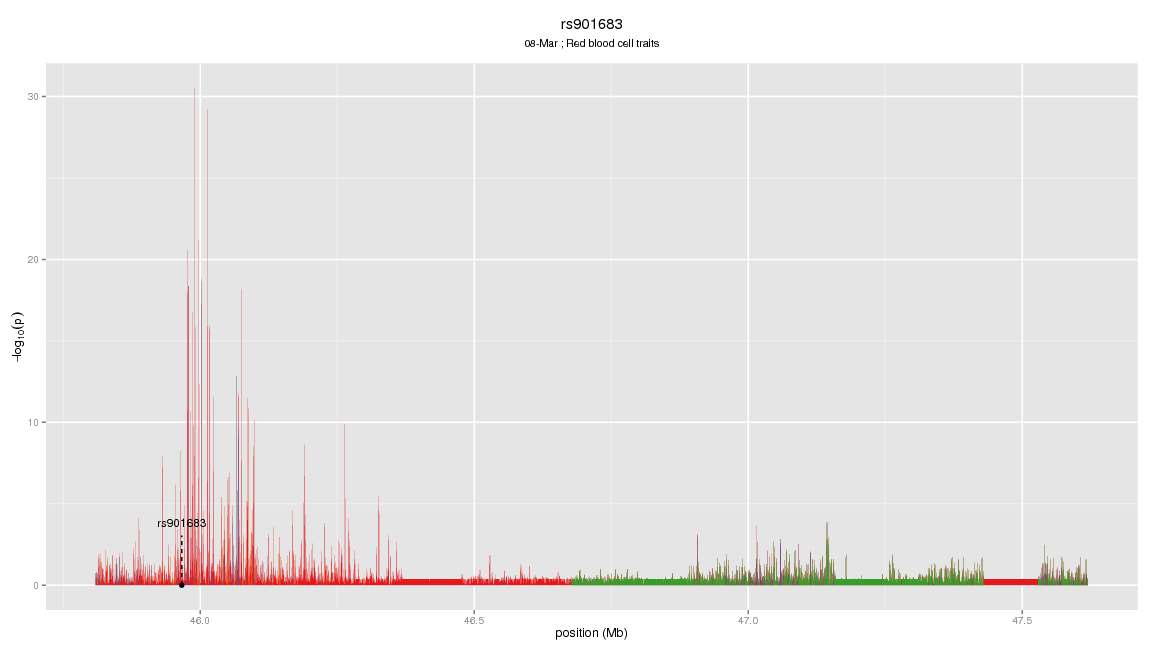 rs901683
08-Mar ; Red blood cell traits
30
20
10
0
-log10(p)
rs901683
46.0
46.5
47.0
47.5
position (Mb)